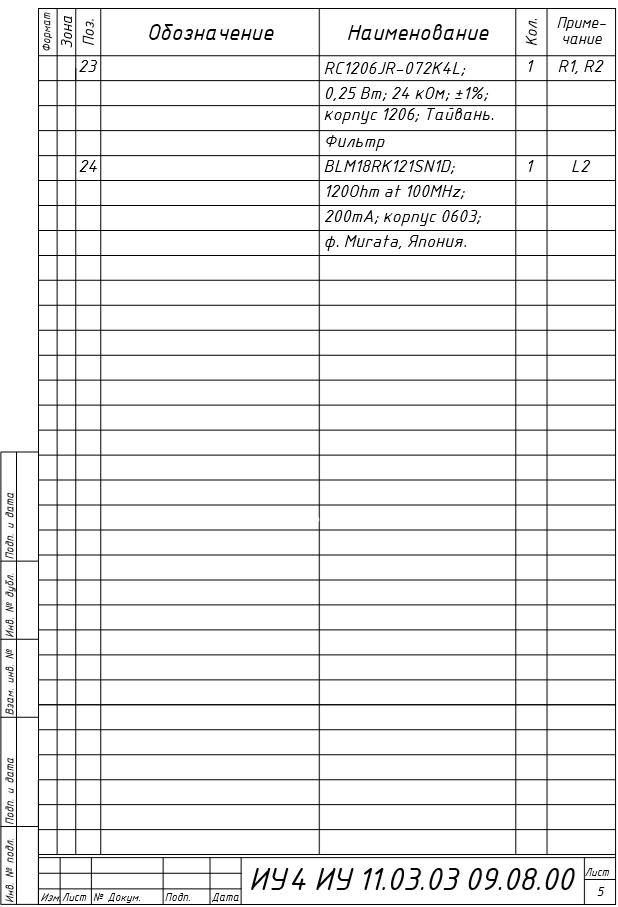 Формат Зона Поз. Обозначение Наименование Кол. Приме-
чание
23 RC1206JR-072K4L; 1 R1, R2
0,25 Вт; 24 кОм; ±1%;
корпус 1206; Тайвань.
Фильтр
24 BLM18RK121SN1D; 1 L2
120Ohm at 100MHz;
200mA; корпус 0603;
ф. Murata, Япония.
Подп. и дата
Инв. № дубл.
Взам. инв. №
Подп. и дата
Инв. № подл.
Изм Лист № Докум. Подп. Дата
ИУ4 ИУ 11.03.03 09.08.00
Лист
5